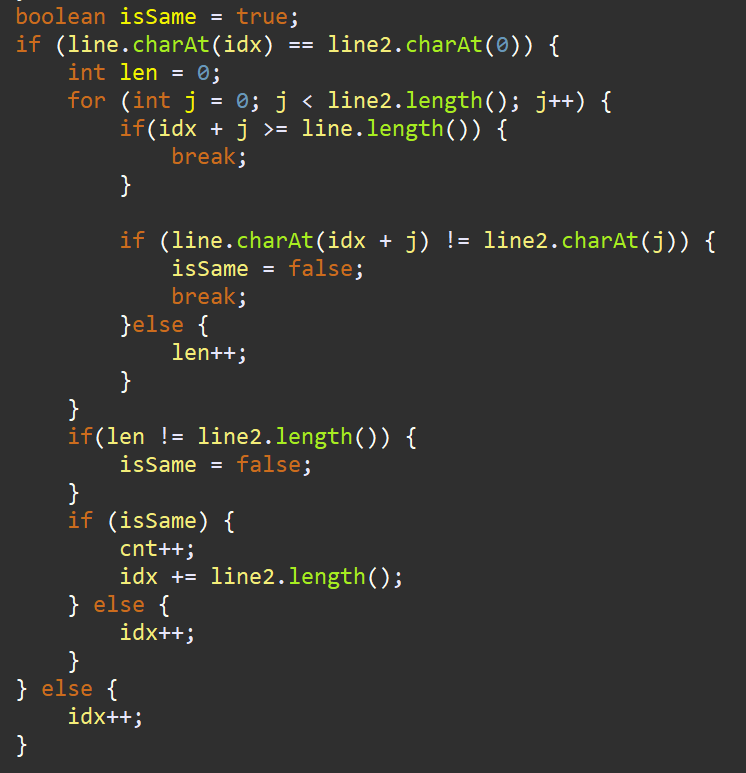 boolean isSame = true;
if (line.charAt(idx) == line2.charAt(0)) {
    int len = 0;
    for (int j = 0; j < line2.length(); j++) {
        if(idx + j >= line.length()) {
            break;
        }

        if (line.charAt(idx + j) != line2.charAt(j)) {
            isSame = false;
            break;
        }else {
            len++;
        }
    }
    if(len != line2.length()) {
        isSame = false;
    }
    if (isSame) {
        cnt++;
        idx += line2.length();
    } else {
        idx++;
    }
} else {
    idx++;
}